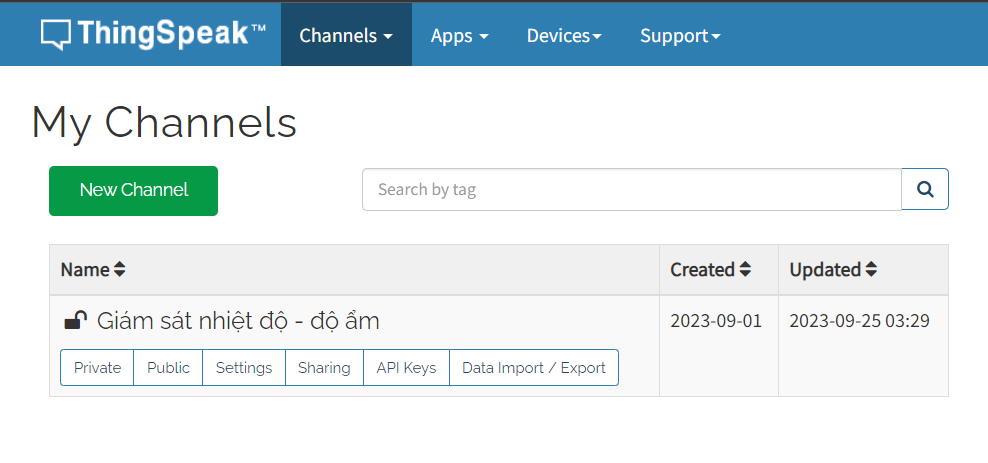 ThingSpeak™ Channels Apps Devices Support
My Channels
New Channel Search by tag
Name Created Updated
Giám sát nhiệt độ - độ ẩm 2023-09-01 2023-09-25 03:29
Private Public Settings Sharing API Keys Data Import / Export